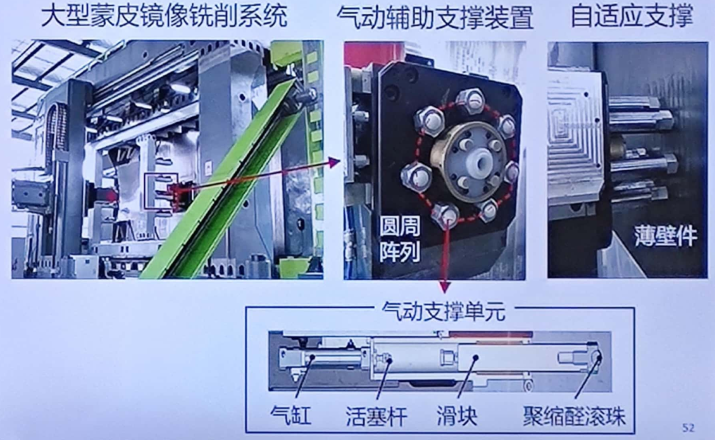 大型蒙皮镜像铣削系统
气动辅助支撑装置
自适应支撑
圆周
阵列
薄壁件
气动支撑单元
气缸
活塞杆
滑块
聚缩醛滚珠
52